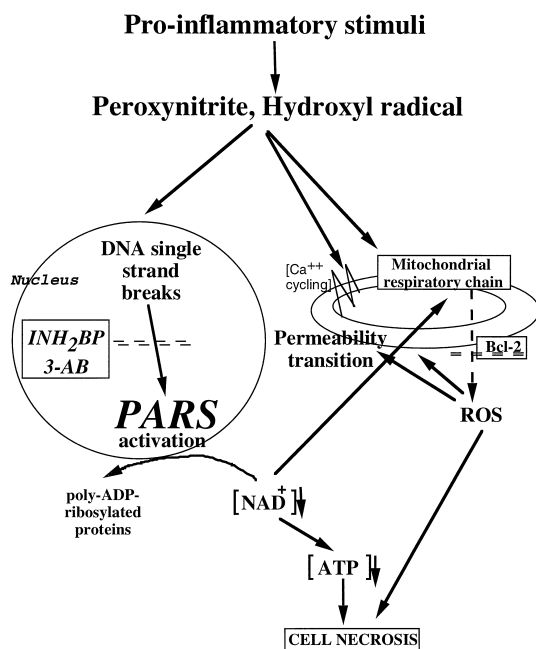 Pro-inflammatory stimuli
Peroxynitrite, Hydroxyl radical
DNA single
strand
breaks
Nucleus
INH2BP
3-AB
PARS
activation
poly-ADP-
ribosylated
proteins
[Ca++
cycling]
Mitochondrial
respiratory chain
Permeability
transition
Bcl-2
ROS
[NAD+]
[ATP]
CELL NECROSIS